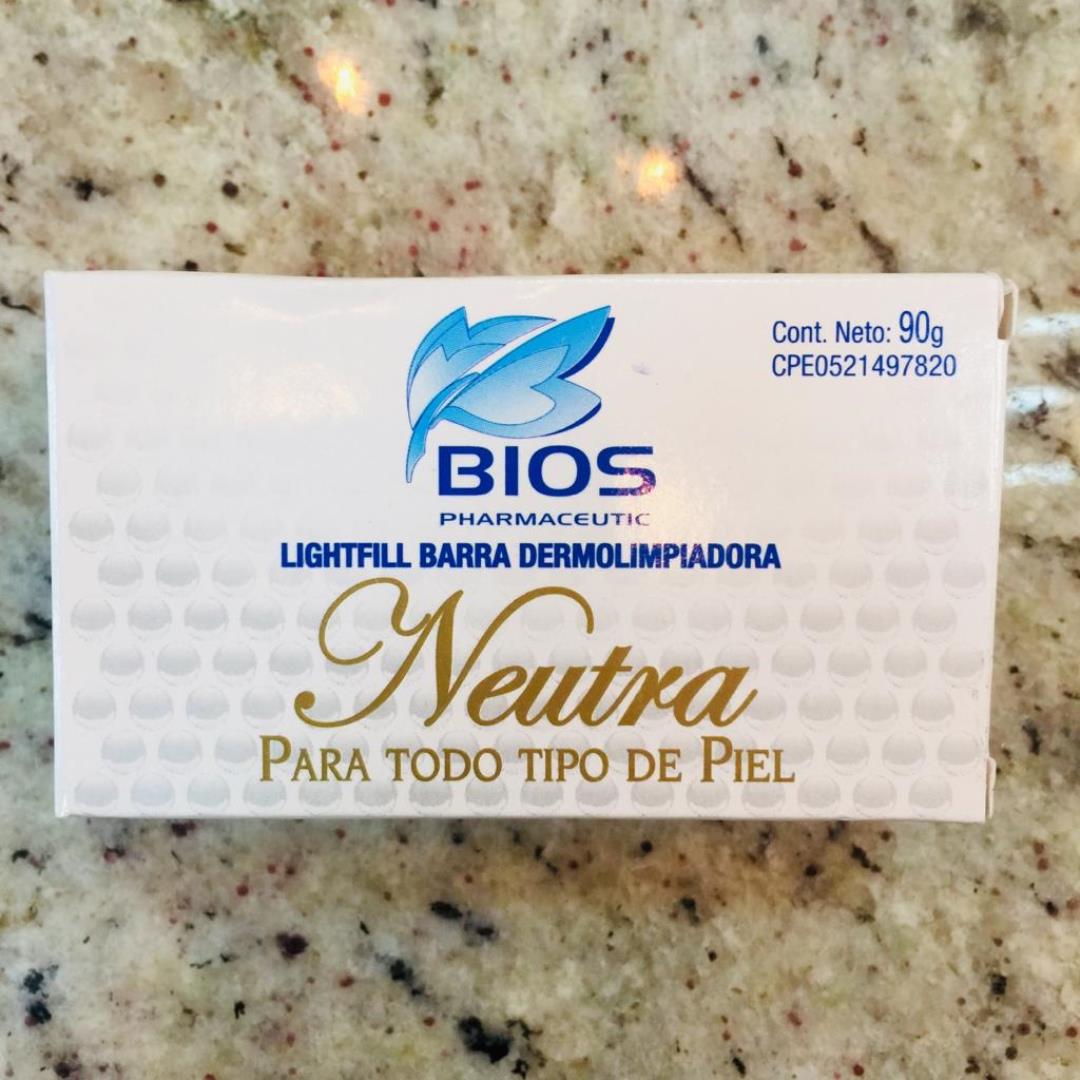 Cont. Neto: 90g
CPE0521497820
BIOS
PHARMACEUTIC
LIGHTFILL BARRA DERMOLIMPIADORA
Neutra
PARA TODO TIPO DE PIEL